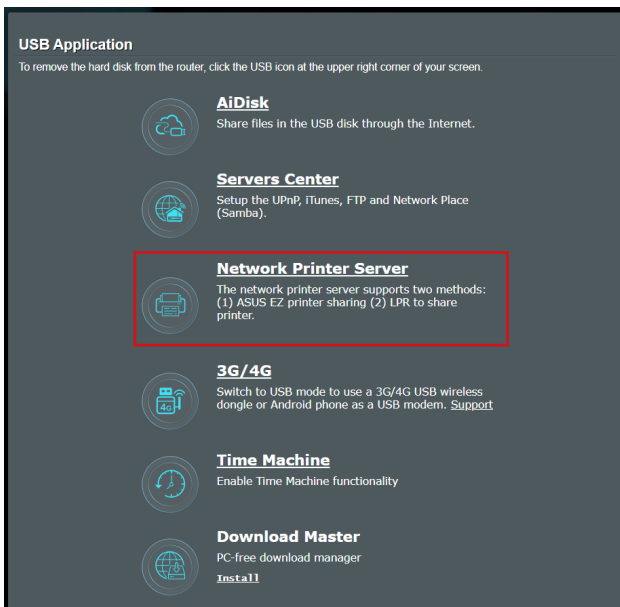 USB Application
To remove the hard disk from the router, click the USB icon at the upper right corner of your screen.
AiDisk
Share files in the USB disk through the Internet.
Servers Center
Setup the UPnP, iTunes, FTP and Network Place
(Samba).
Network Printer Server
The network printer server supports two methods:
(1) ASUS EZ printer sharing (2) LPR to share
printer.
3G/4G
4G
Switch to USB mode to use a 3G/4G USB wireless
dongle or Android phone as a USB modem. Support
Time Machine
Enable Time Machine functionality
Download Master
PC-free download manager
Install